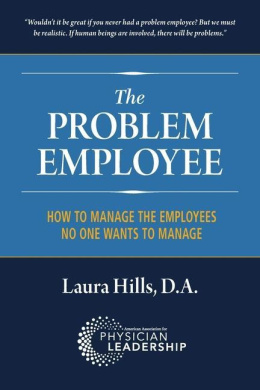 "Wouldn't it be great if you never had a problem employee? But we must
be realistic. If human beings are involved, there will be problems."
The
PROBLEM
EMPLOYEE
HOW TO MANAGE THE EMPLOYEES
NO ONE WANTS TO MANAGE
Laura Hills, D.A.
American Association for
PHYSICIAN
LEADERSHIP